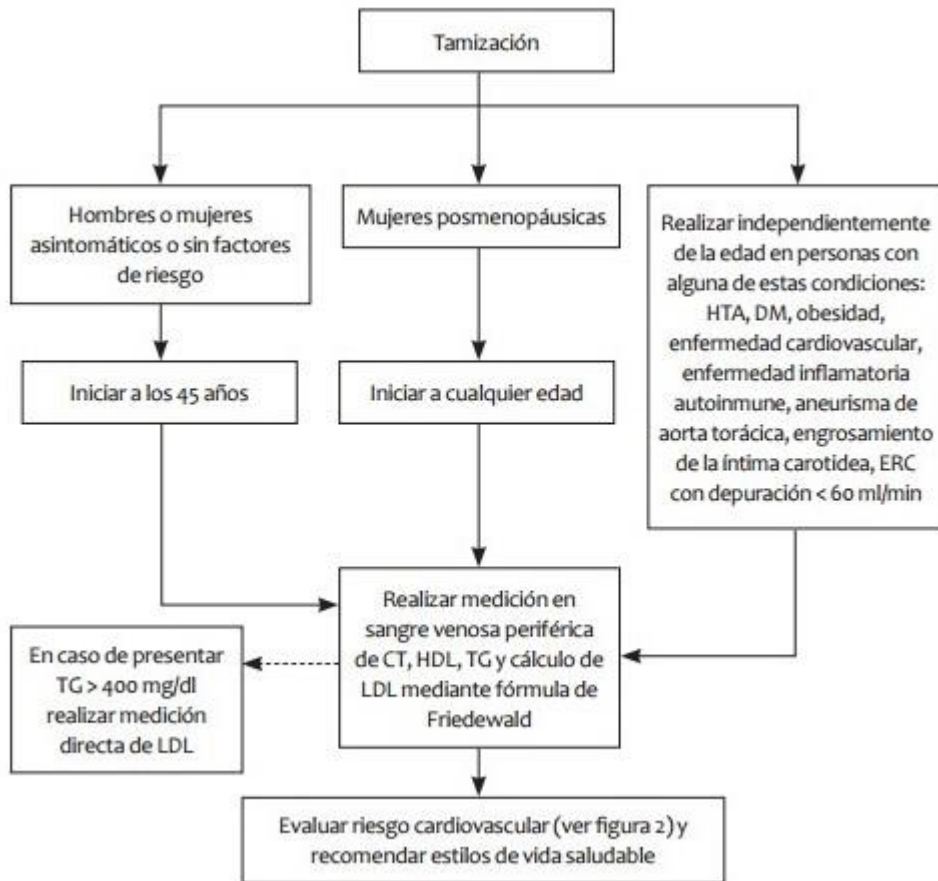 Tamización
Hombres o mujeres
asintomáticos o sin factores
de riesgo
Mujeres posmenopáusicas
Realizar independientemente
de la edad en personas con
alguna de estas condiciones:
HTA, DM, obesidad,
enfermedad cardiovascular,
enfermedad inflamatoria
autoinmune, aneurisma de
aorta torácica, engrosamiento
de la íntima carotidea, ERC
con depuración < 60 ml/min
Iniciar a los 45 años
Iniciar a cualquier edad
Realizar medición en
sangre venosa periférica
de CT, HDL, TG y cálculo de
LDL mediante fórmula de
Friedewald
En caso de presentar
TG > 400 mg/dl
realizar medición
directa de LDL
Evaluar riesgo cardiovascular (ver figura 2) y
recomendar estilos de vida saludable